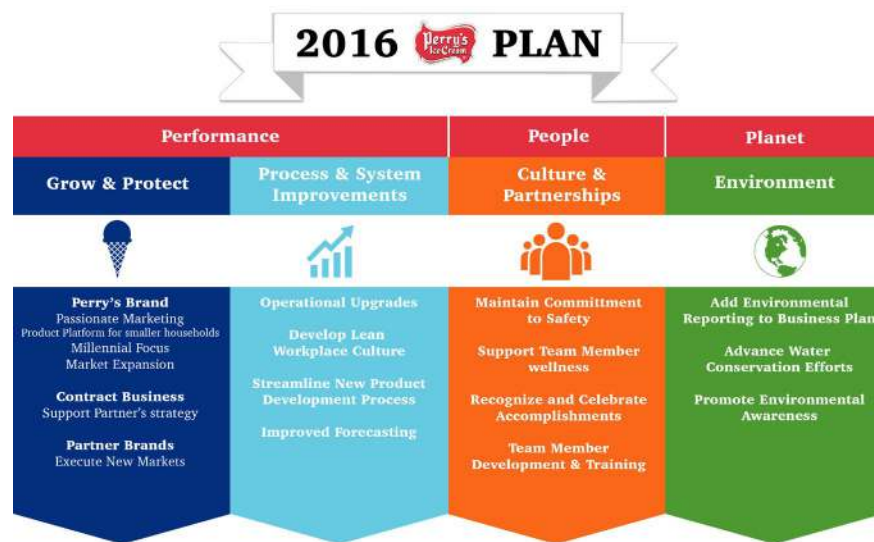 2016 Perry's Ice Cream PLAN
Performance
People
Planet
Grow & Protect
Process & System
Improvements
Culture &
Partnerships
Environment
Perry's Brand
Passionate Marketing
Product Platform for smaller households
Millennial Focus
Market Expansion
Contract Business
Support Partner's strategy
Partner Brands
Execute New Markets
Operational Upgrades
Develop Lean
Workplace Culture
Streamline New Product
Development Process
Improved Forecasting
Maintain Commitment
to Safety
Support Team Member
wellness
Recognize and Celebrate
Accomplishments
Team Member
Development & Training
Add Environmental
Reporting to Business Plan
Advance Water
Conservation Efforts
Promote Environmental
Awareness